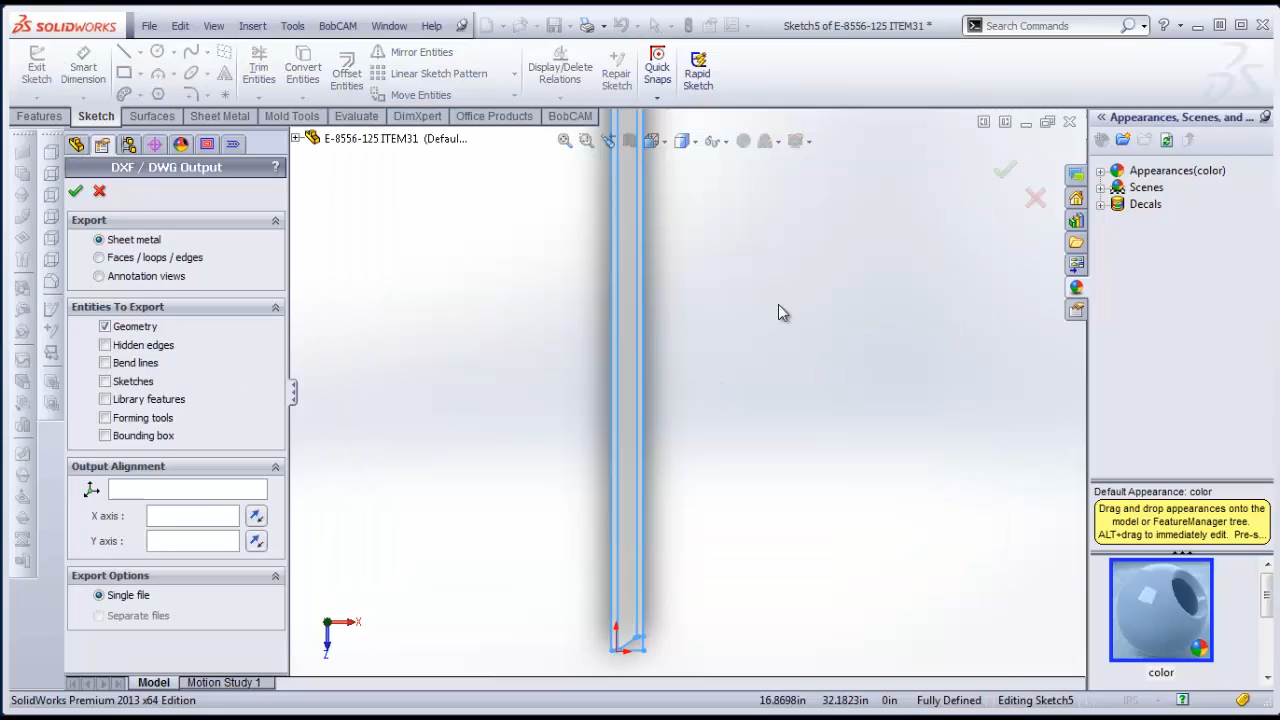 SOLIDWORKS File Edit View Insert Tools BobCAM Window Help Sketch5 of E-8556-125 ITEM31 * Search Commands
Exit Sketch Smart Dimension Trim Entities Convert Entities Offset Entities Mirror Entities Linear Sketch Pattern Move Entities Display/Delete Relations Repair Sketch Quick Snaps Rapid Sketch
Features Sketch Surfaces Sheet Metal Mold Tools Evaluate DimXpert Office Products BobCAM
Appearances, Scenes, and ...
E-8556-125 ITEM31 (Defaul...
DXF / DWG Output ?
Export
Sheet metal
Faces / loops / edges
Annotation views
Entities To Export
Geometry
Hidden edges
Bend lines
Sketches
Library features
Forming tools
Bounding box
Output Alignment
X axis :
Y axis :
Export Options
Single file
Separate files
X
Z
Appearances(color)
Scenes
Decals
Default Appearance: color
Drag and drop appearances onto the
model or FeatureManager tree.
ALT+drag to immediately edit. Pre-s...
color
Model Motion Study 1
SolidWorks Premium 2013 x64 Edition 16.8698in 32.1823in 0in Fully Defined Editing Sketch5 IPS